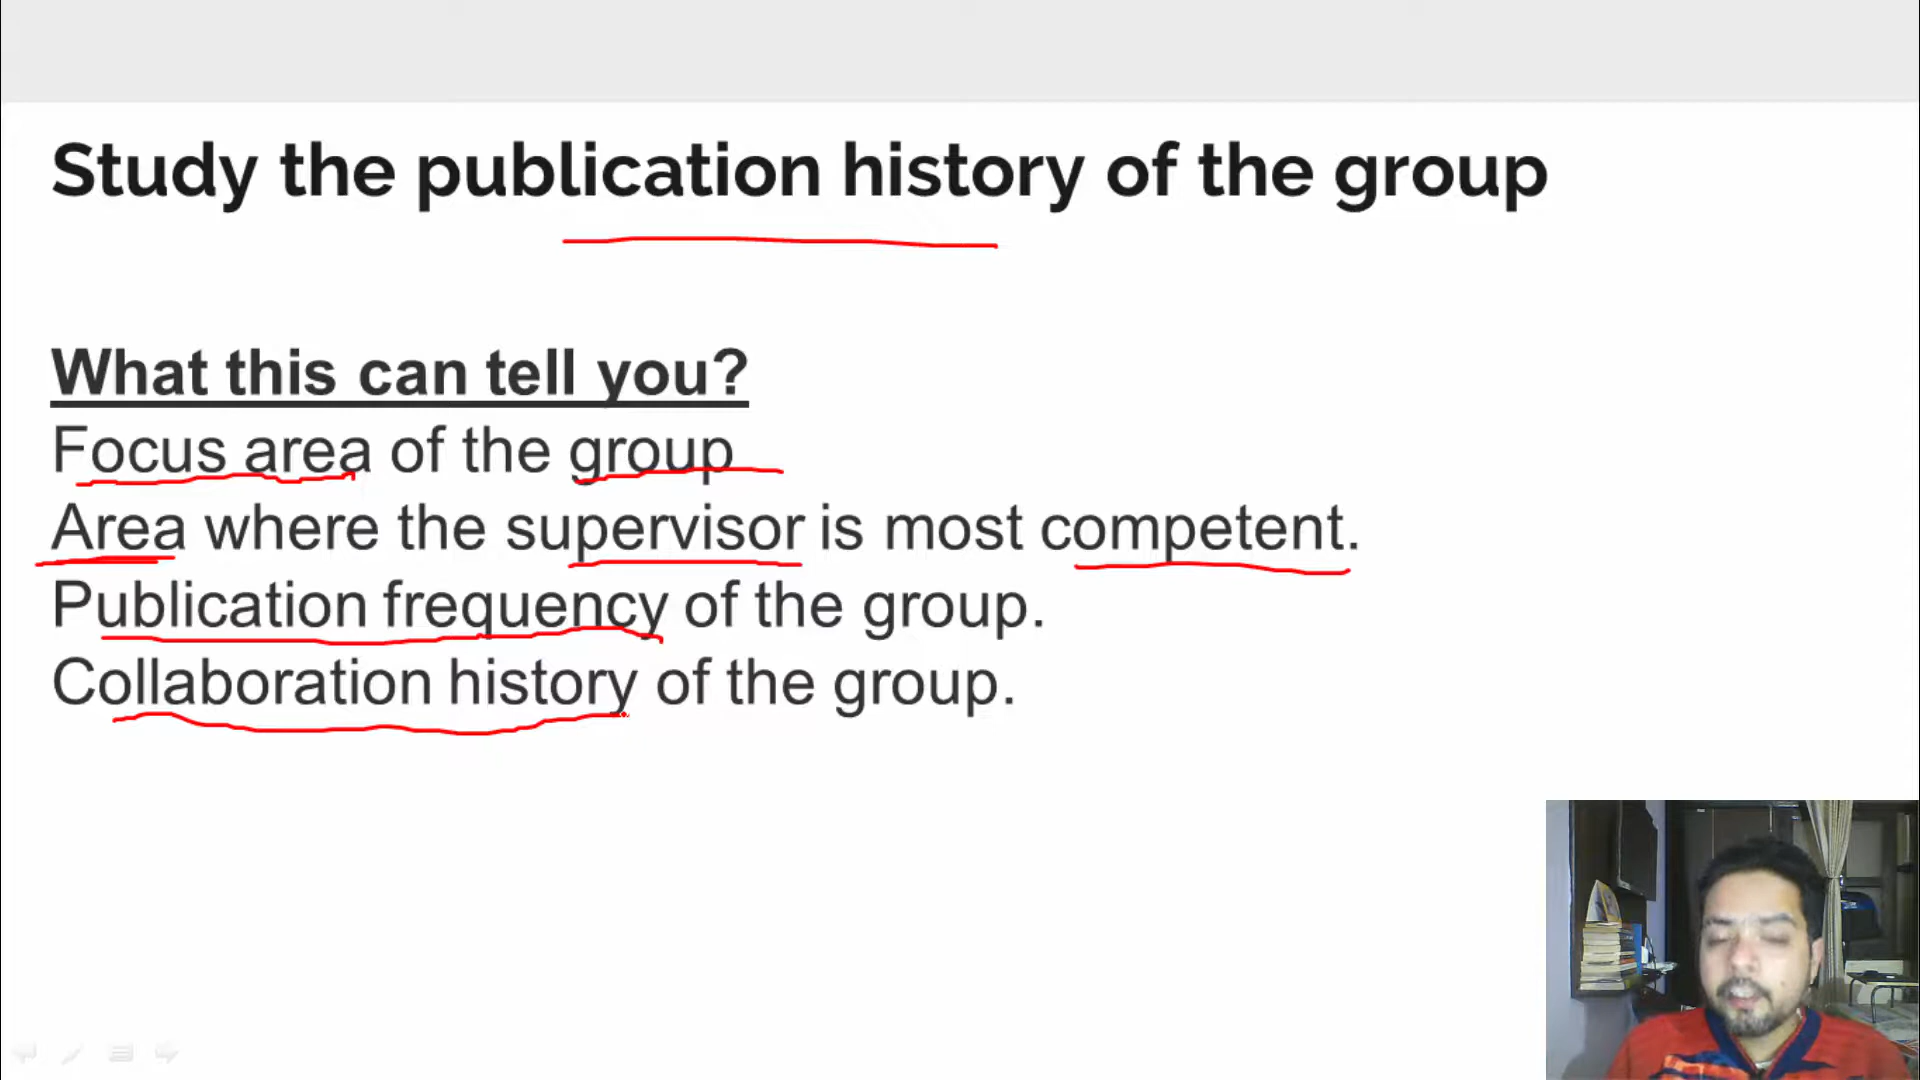 Study the publication history of the group
What this can tell you?
Focus area of the group
Area where the supervisor is most competent.
Publication frequency of the group.
Collaboration history of the group.